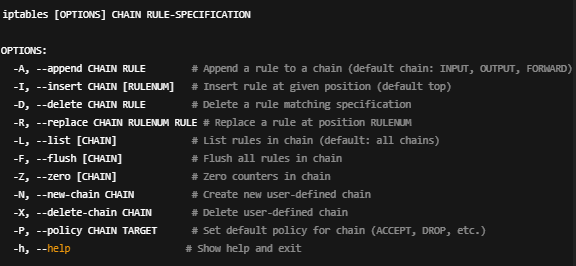 iptables [OPTIONS] CHAIN RULE-SPECIFICATION
OPTIONS:
-A, --append CHAIN RULE # Append a rule to a chain (default chain: INPUT, OUTPUT, FORWARD)
-I, --insert CHAIN [RULENUM] # Insert rule at given position (default top)
-D, --delete CHAIN RULE # Delete a rule matching specification
-R, --replace CHAIN RULENUM RULE # Replace a rule at position RULENUM
-L, --list [CHAIN] # List rules in chain (default: all chains)
-F, --flush [CHAIN] # Flush all rules in chain
-Z, --zero [CHAIN] # Zero counters in chain
-N, --new-chain CHAIN # Create new user-defined chain
-X, --delete-chain CHAIN # Delete user-defined chain
-P, --policy CHAIN TARGET # Set default policy for chain (ACCEPT, DROP, etc.)
-h, --help # Show help and exit